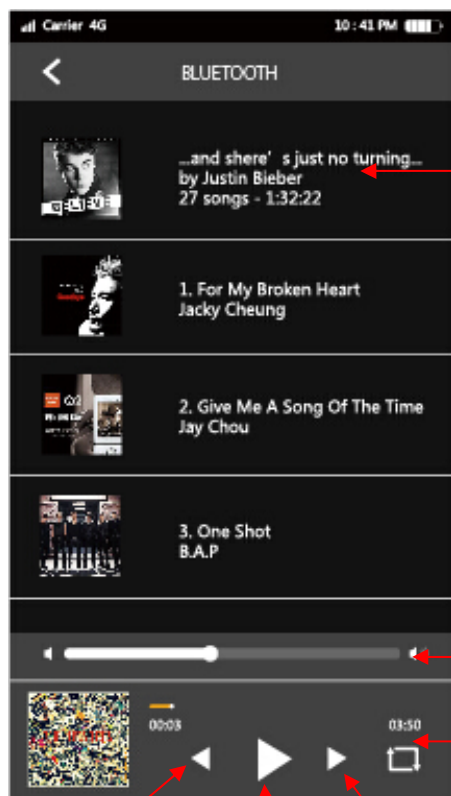 Carrier 4G
10:41 PM
BLUETOOTH
...and shere's just no turning...
by Justin Bieber
27 songs - 1:32:22
BELIEVE
1. For My Broken Heart
Jacky Cheung
2. Give Me A Song Of The Time
Jay Chou
3. One Shot
B.A.P
00:03
03:50